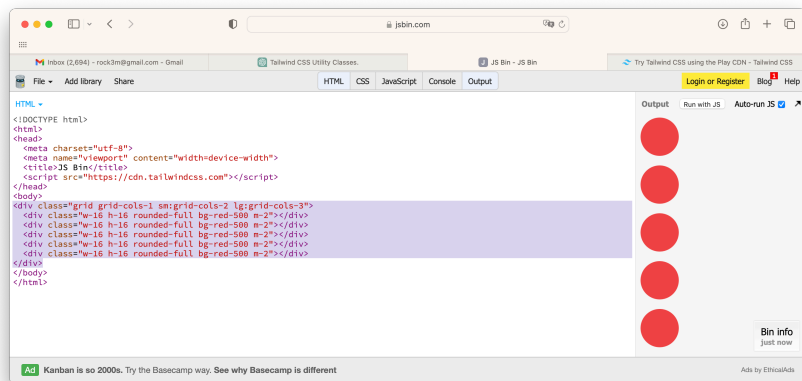 jsbin.com
Inbox (2,694) - rock3m@gmail.com - Gmail
Tailwind CSS Utility Classes.
J JS Bin - JS Bin
Try Tailwind CSS using the Play CDN - Tailwind CSS
File Add library Share HTML CSS JavaScript Console Output Login or Register Blog 1 Help
HTML
Output Run with JS Auto-run JS
<!DOCTYPE html>
<html>
<head>
  <meta charset="utf-8">
  <meta name="viewport" content="width=device-width">
  <title>JS Bin</title>
  <script src="https://cdn.tailwindcss.com"></script>
</head>
<body>
<div class="grid grid-cols-1 sm:grid-cols-2 lg:grid-cols-3">
  <div class="w-16 h-16 rounded-full bg-red-500 m-2"></div>
  <div class="w-16 h-16 rounded-full bg-red-500 m-2"></div>
  <div class="w-16 h-16 rounded-full bg-red-500 m-2"></div>
  <div class="w-16 h-16 rounded-full bg-red-500 m-2"></div>
  <div class="w-16 h-16 rounded-full bg-red-500 m-2"></div>
</div>
</body>
</html>
Bin info
just now
Ad Kanban is so 2000s. Try the Basecamp way. See why Basecamp is different
Ads by EthicalAds